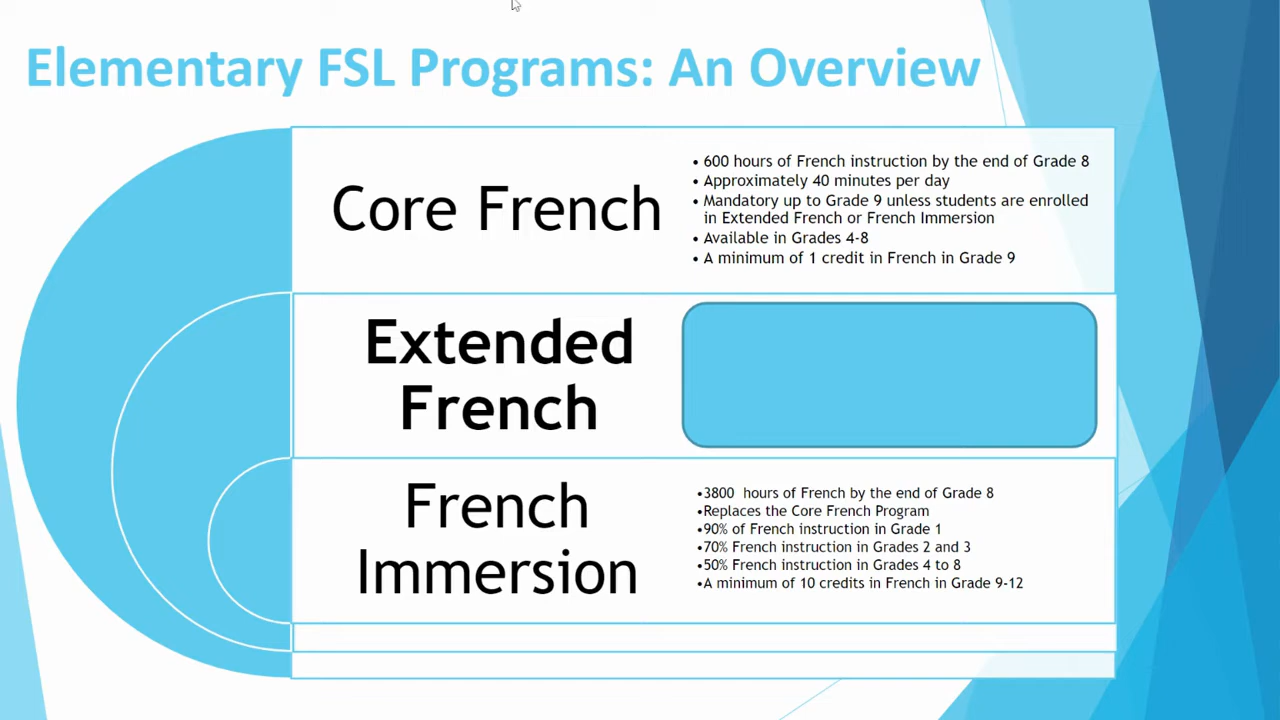 Elementary FSL Programs: An Overview
Core French
• 600 hours of French instruction by the end of Grade 8
• Approximately 40 minutes per day
• Mandatory up to Grade 9 unless students are enrolled
in Extended French or French Immersion
• Available in Grades 4-8
• A minimum of 1 credit in French in Grade 9
Extended
French
French
Immersion
•3800 hours of French by the end of Grade 8
•Replaces the Core French Program
•90% of French instruction in Grade 1
•70% French instruction in Grades 2 and 3
•50% French instruction in Grades 4 to 8
•A minimum of 10 credits in French in Grade 9-12